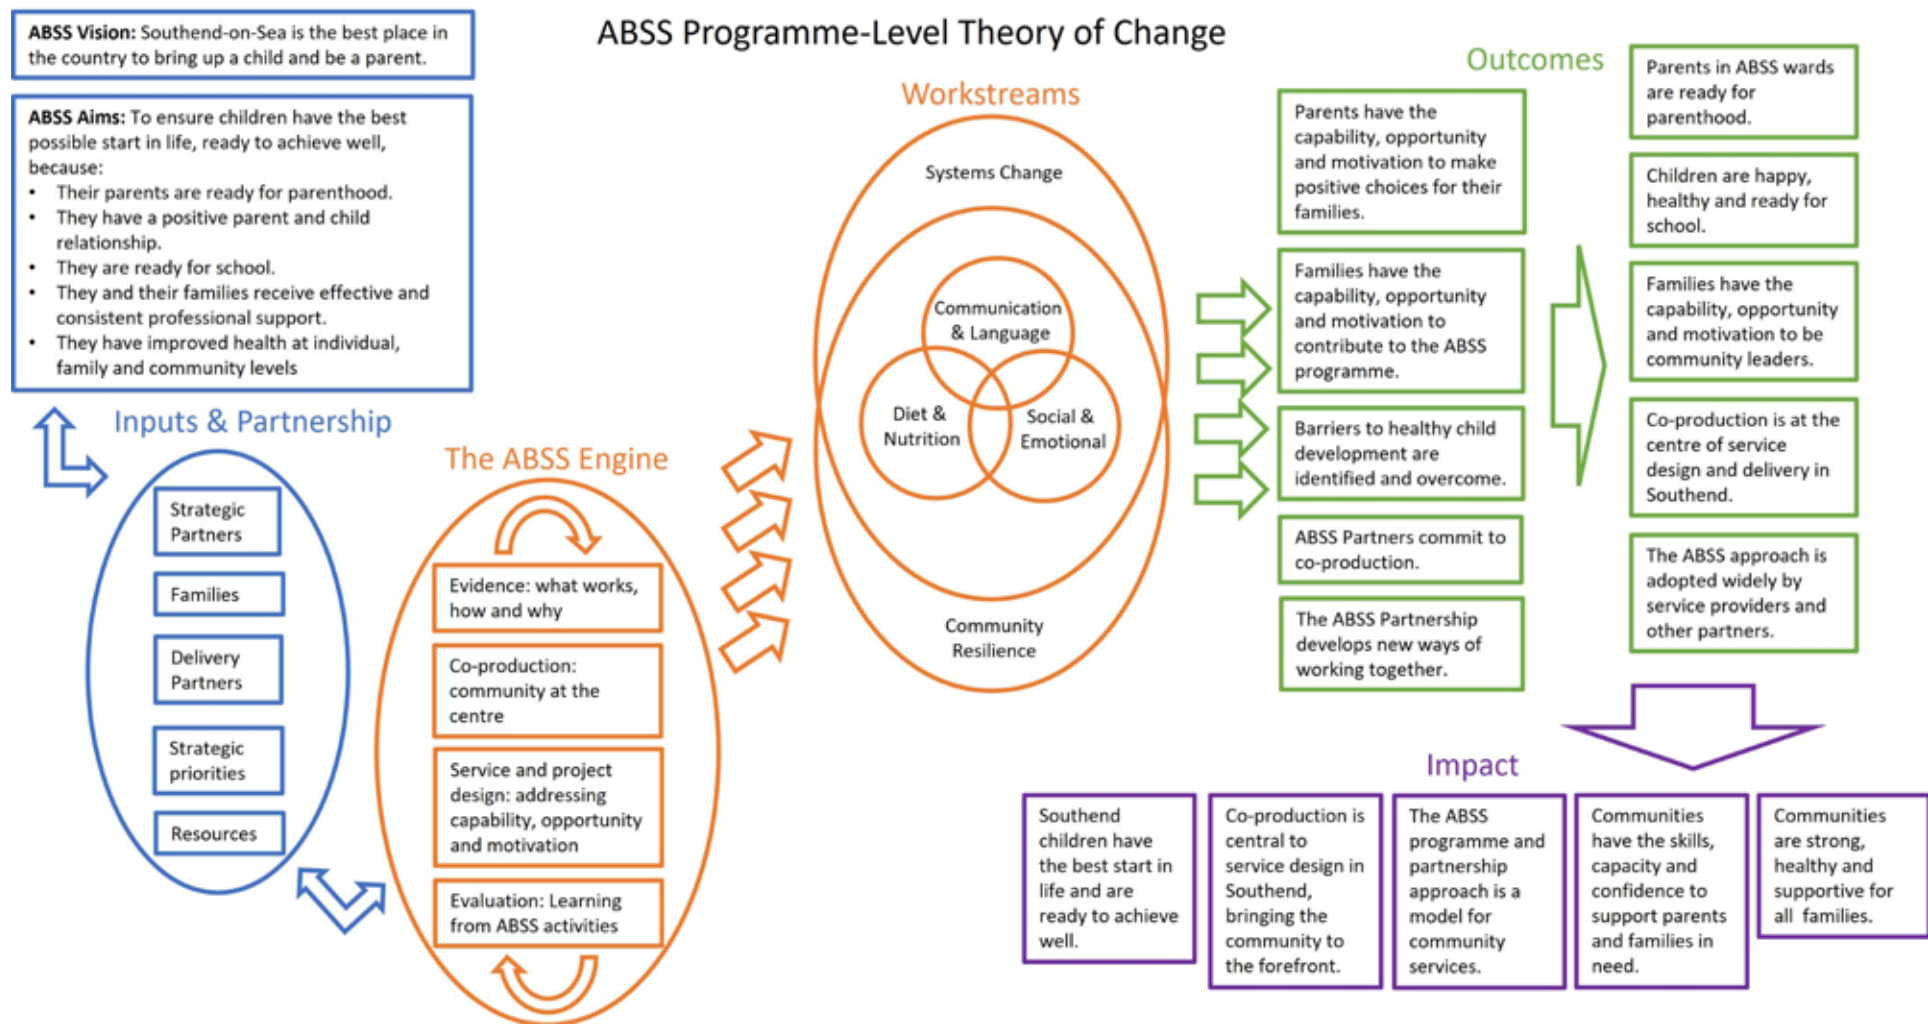 ABSS Programme-Level Theory of Change
ABSS Vision: Southend-on-Sea is the best place in
the country to bring up a child and be a parent.
ABSS Aims: To ensure children have the best
possible start in life, ready to achieve well,
because:
• Their parents are ready for parenthood.
• They have a positive parent and child
relationship.
• They are ready for school.
• They and their families receive effective and
consistent professional support.
• They have improved health at individual,
family and community levels
Inputs & Partnership
Strategic
Partners
Families
Delivery
Partners
Strategic
priorities
Resources
The ABSS Engine
Evidence: what works,
how and why
Co-production:
community at the
centre
Service and project
design: addressing
capability, opportunity
and motivation
Evaluation: Learning
from ABSS activities
Workstreams
Systems Change
Communication
& Language
Diet &
Nutrition
Social &
Emotional
Community
Resilience
Outcomes
Parents have the
capability, opportunity
and motivation to make
positive choices for their
families.
Families have the
capability, opportunity
and motivation to
contribute to the ABSS
programme.
Barriers to healthy child
development are
identified and overcome.
ABSS Partners commit to
co-production.
The ABSS Partnership
develops new ways of
working together.
Parents in ABSS wards
are ready for
parenthood.
Children are happy,
healthy and ready for
school.
Families have the
capability, opportunity
and motivation to be
community leaders.
Co-production is at the
centre of service
design and delivery in
Southend.
The ABSS approach is
adopted widely by
service providers and
other partners.
Impact
Southend
children have
the best start in
life and are
ready to achieve
well.
Co-production is
central to
service design in
Southend,
bringing the
community to
the forefront.
The ABSS
programme and
partnership
approach is a
model for
community
services.
Communities
have the skills,
capacity and
confidence to
support parents
and families in
need.
Communities
are strong,
healthy and
supportive for
all families.